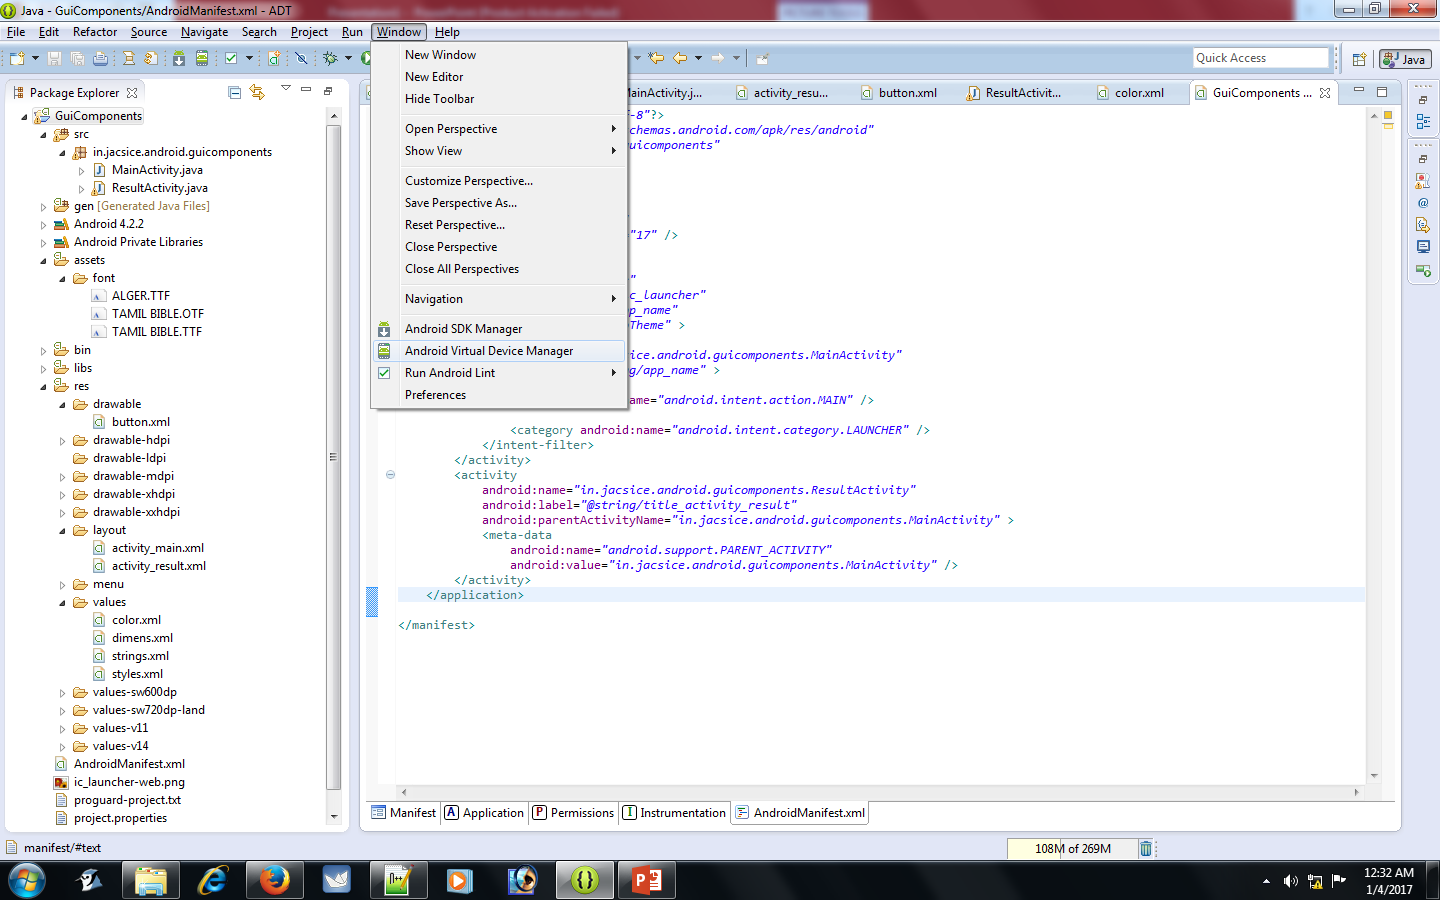 Java - GuiComponents/AndroidManifest.xml - ADT
File Edit Refactor Source Navigate Search Project Run Window Help
Quick Access
Java
Package Explorer
GuiComponents
src
in.jacsice.android.guicomponents
MainActivity.java
ResultActivity.java
gen [Generated Java Files]
Android 4.2.2
Android Private Libraries
assets
font
ALGER.TTF
TAMIL BIBLE.OTF
TAMIL BIBLE.TTF
bin
libs
res
drawable
button.xml
drawable-hdpi
drawable-ldpi
drawable-mdpi
drawable-xhdpi
drawable-xxhdpi
layout
activity_main.xml
activity_result.xml
menu
values
color.xml
dimens.xml
strings.xml
styles.xml
values-sw600dp
values-sw720dp-land
values-v11
values-v14
AndroidManifest.xml
ic_launcher-web.png
proguard-project.txt
project.properties
New Window
New Editor
Hide Toolbar
Open Perspective
Show View
Customize Perspective...
Save Perspective As...
Reset Perspective...
Close Perspective
Close All Perspectives
Navigation
Android SDK Manager
Android Virtual Device Manager
Run Android Lint
Preferences
MainActivity.j... activity_resu... button.xml ResultActivit... color.xml GuiComponents ...
-8"?>
chemas.android.com/apk/res/android"
uicomponents"
"17" />
"
c_launcher"
p_name"
Theme" >
sice.android.guicomponents.MainActivity"
g/app_name" >
ame="android.intent.action.MAIN" />
<category android:name="android.intent.category.LAUNCHER" />
</intent-filter>
</activity>
<activity
android:name="in.jacsice.android.guicomponents.ResultActivity"
android:label="@string/title_activity_result"
android:parentActivityName="in.jacsice.android.guicomponents.MainActivity" >
<meta-data
android:name="android.support.PARENT_ACTIVITY"
android:value="in.jacsice.android.guicomponents.MainActivity" />
</activity>
</application>
</manifest>
Manifest A Application P Permissions I Instrumentation AndroidManifest.xml
manifest/#text
108M of 269M
12:32 AM
1/4/2017